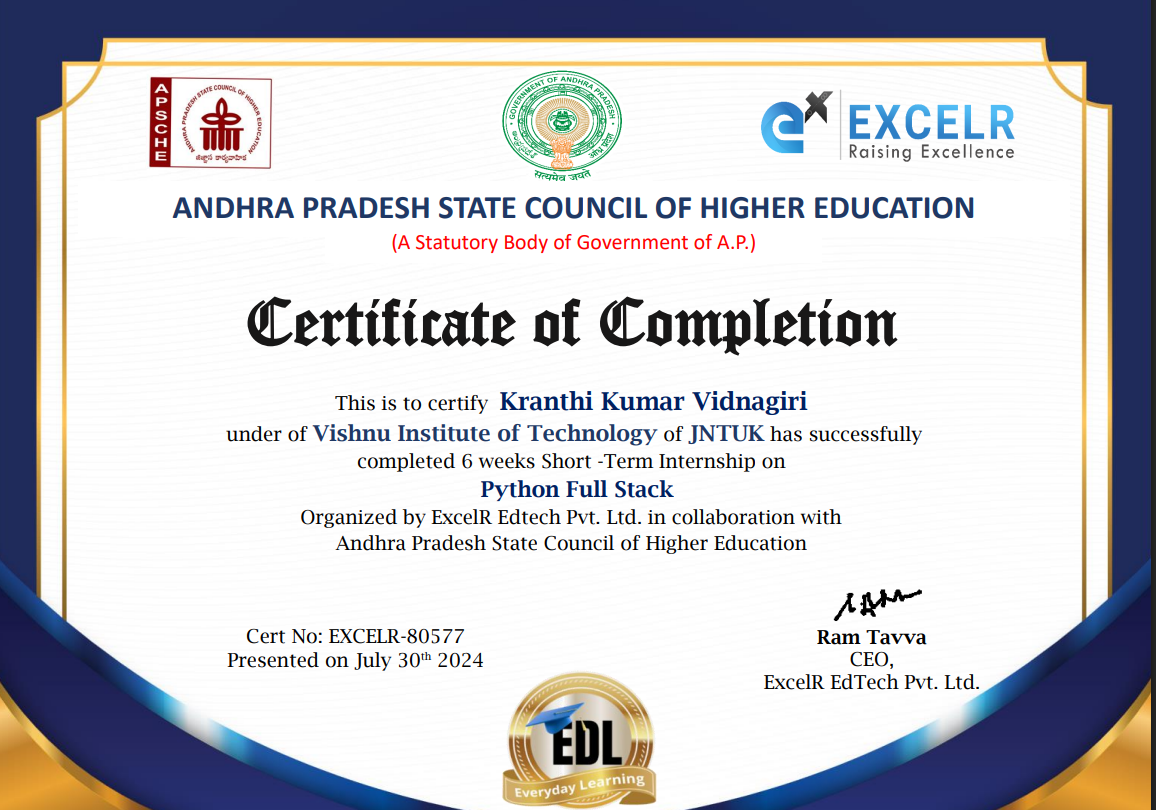 APSCHE
ANDHRA PRADESH STATE COUNCIL OF HIGHER EDUCATION
GOVERNMENT OF ANDHRA PRADESH
सत्यमेव जयते
ex
EXCELR
Raising Excellence
ANDHRA PRADESH STATE COUNCIL OF HIGHER EDUCATION
(A Statutory Body of Government of A.P.)
Certificate of Completion
This is to certify Kranthi Kumar Vidnagiri
under of Vishnu Institute of Technology of JNTUK has successfully
completed 6 weeks Short -Term Internship on
Python Full Stack
Organized by ExcelR Edtech Pvt. Ltd. in collaboration with
Andhra Pradesh State Council of Higher Education
Cert No: EXCELR-80577
Presented on July 30th 2024
Ram Tavva
CEO,
ExcelR EdTech Pvt. Ltd.
EDL
Everyday Learning